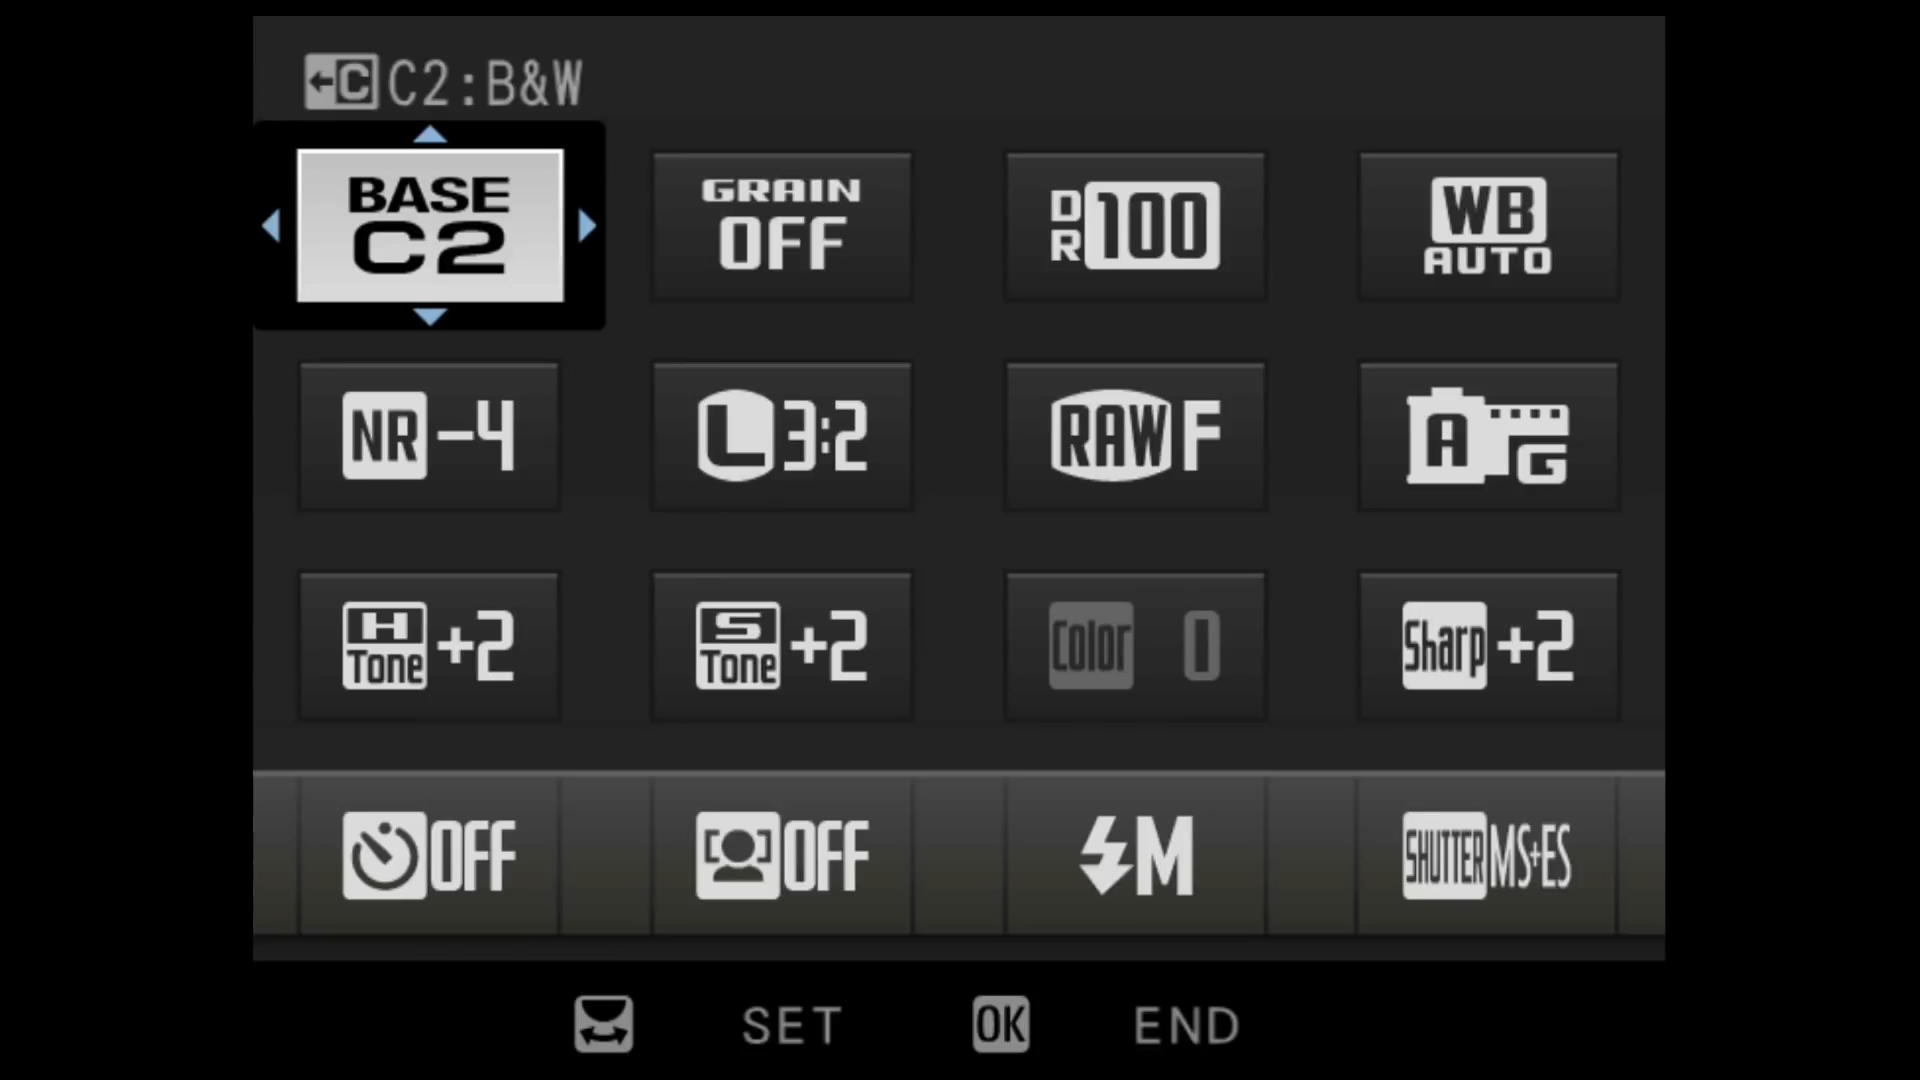 C C2:B&W
BASE C2
GRAIN OFF
DR 100
WB AUTO
NR -4
L 3:2
RAW F
A G
H Tone +2
S Tone +2
Color 0
Sharp +2
OFF
OFF
M
SHUTTER MS+ES
SET OK END